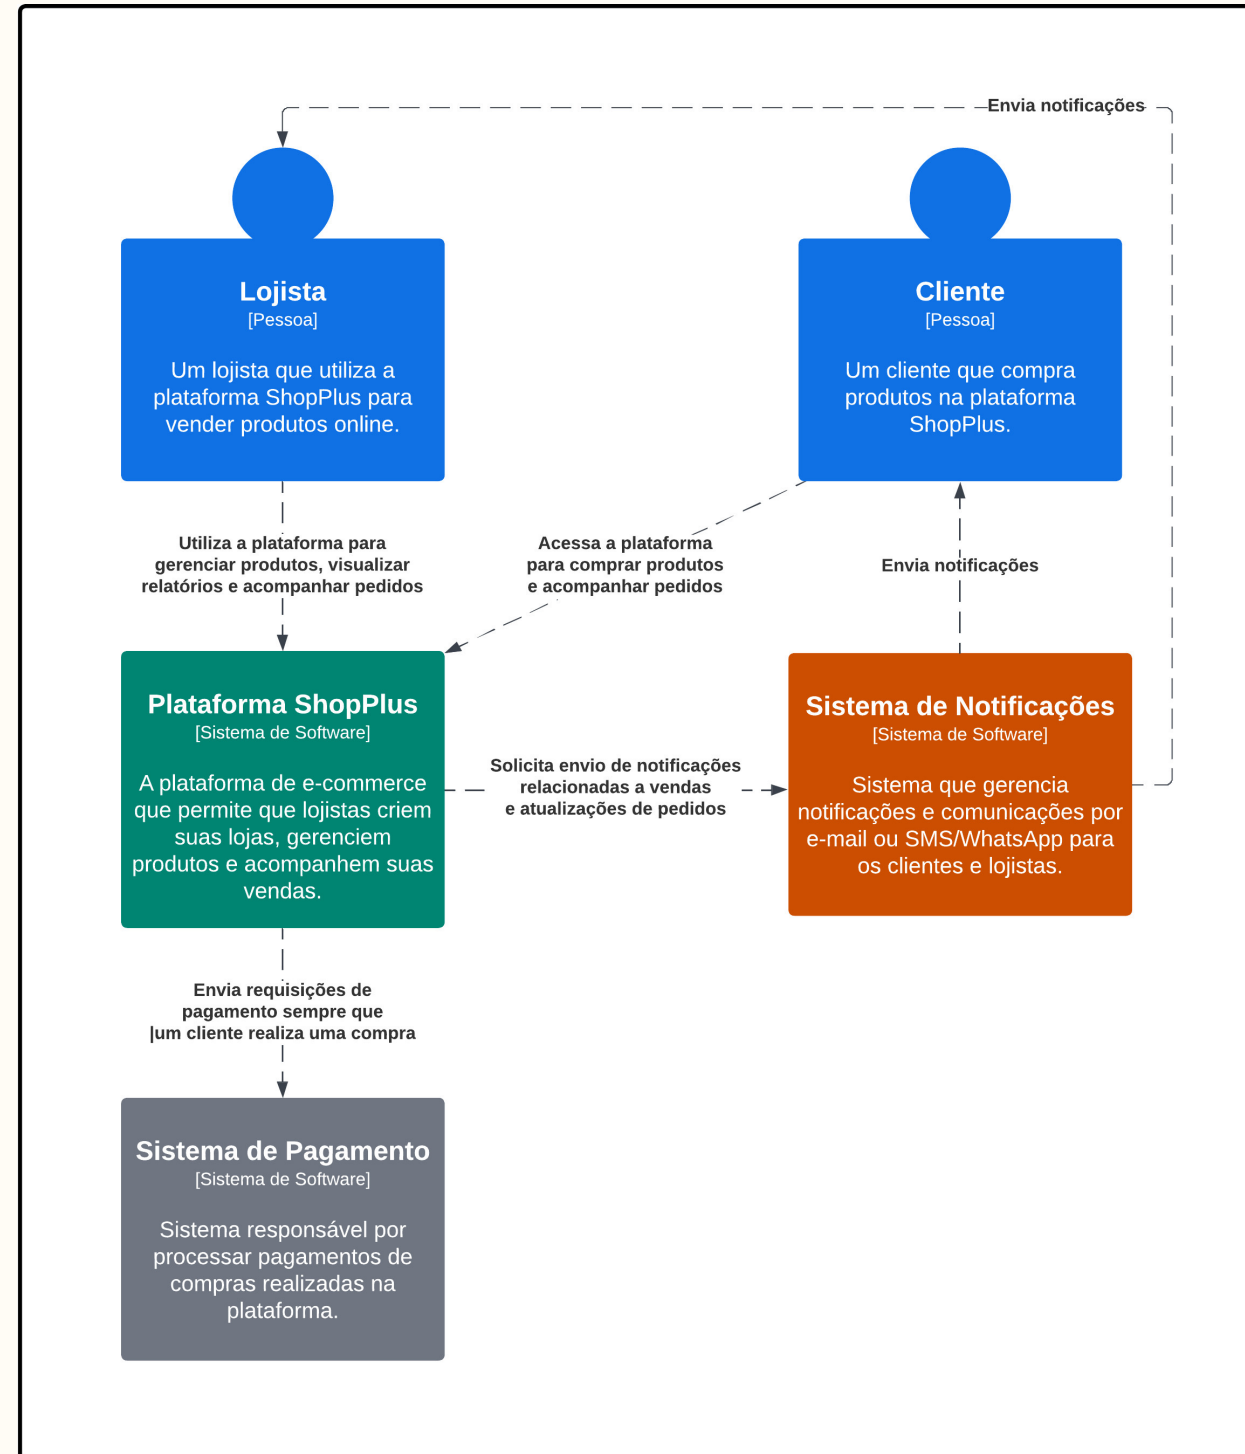 Envia notificações
Lojista
[Pessoa]
Um lojista que utiliza a
plataforma ShopPlus para
vender produtos online.
Cliente
[Pessoa]
Um cliente que compra
produtos na plataforma
ShopPlus.
Utiliza a plataforma para
gerenciar produtos, visualizar
relatórios e acompanhar pedidos
Acessa a plataforma
para comprar produtos
e acompanhar pedidos
Envia notificações
Plataforma ShopPlus
[Sistema de Software]
A plataforma de e-commerce
que permite que lojistas criem
suas lojas, gerenciem
produtos e acompanhem suas
vendas.
Solicita envio de notificações
relacionadas a vendas
e atualizações de pedidos
Sistema de Notificações
[Sistema de Software]
Sistema que gerencia
notificações e comunicações por
e-mail ou SMS/WhatsApp para
os clientes e lojistas.
Envia requisições de
pagamento sempre que
|um cliente realiza uma compra
Sistema de Pagamento
[Sistema de Software]
Sistema responsável por
processar pagamentos de
compras realizadas na
plataforma.